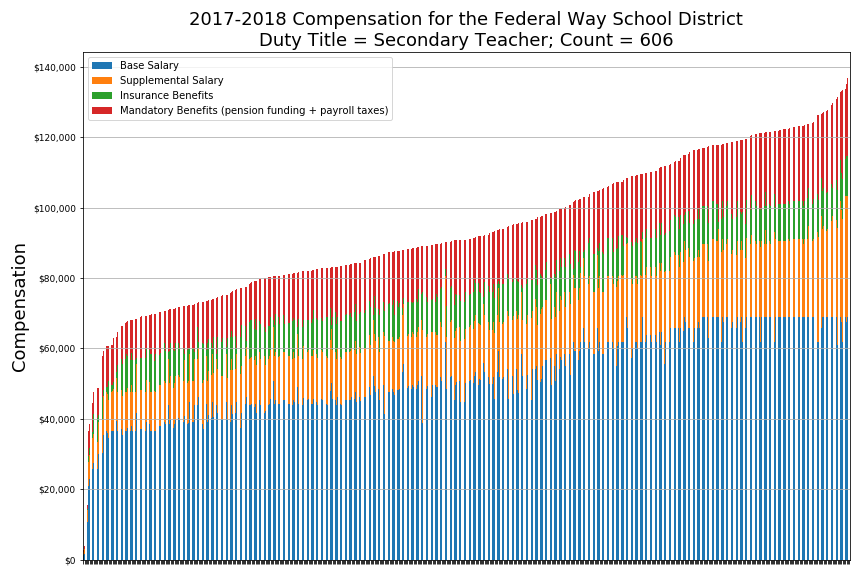 2017-2018 Compensation for the Federal Way School District
Duty Title = Secondary Teacher; Count = 606
Base Salary
Supplemental Salary
Insurance Benefits
Mandatory Benefits (pension funding + payroll taxes)
Compensation
$140,000
$120,000
$100,000
$80,000
$60,000
$40,000
$20,000
$0